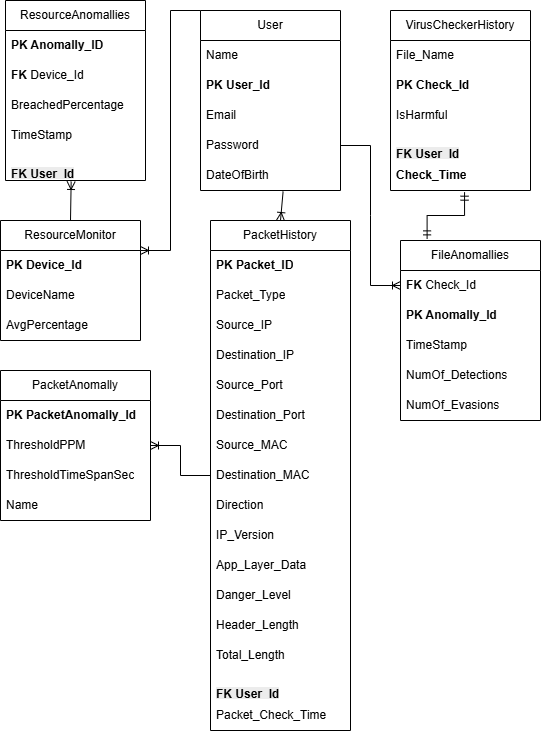 ResourceAnomallies
PK Anomally_ID
FK Device_Id
BreachedPercentage
TimeStamp
FK User_Id
User
Name
PK User_Id
Email
Password
DateOfBirth
VirusCheckerHistory
File_Name
PK Check_Id
IsHarmful
FK User_Id
Check_Time
ResourceMonitor
PK Device_Id
DeviceName
AvgPercentage
PacketHistory
PK Packet_ID
Packet_Type
Source_IP
Destination_IP
Source_Port
Destination_Port
Source_MAC
Destination_MAC
Direction
IP_Version
App_Layer_Data
Danger_Level
Header_Length
Total_Length
FK User_Id
Packet_Check_Time
FileAnomallies
FK Check_Id
PK Anomally_Id
TimeStamp
NumOf_Detections
NumOf_Evasions
PacketAnomally
PK PacketAnomally_Id
ThresholdPPM
ThresholdTimeSpanSec
Name